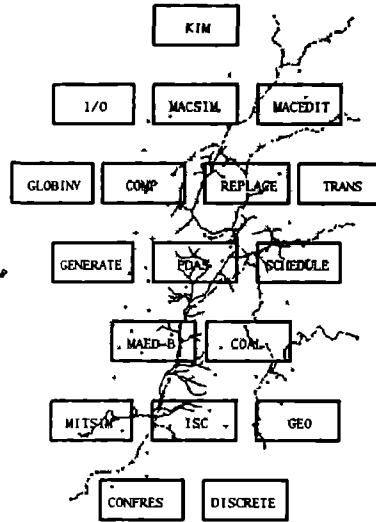 KIM
I/O MACSIM MACEDIT
GLOBINV COMP REPLACE TRANS
GENERATE PDAS SCHEDULE
MAED-B COAL
MITSIM ISC GEO
CONFRES DISCRETE